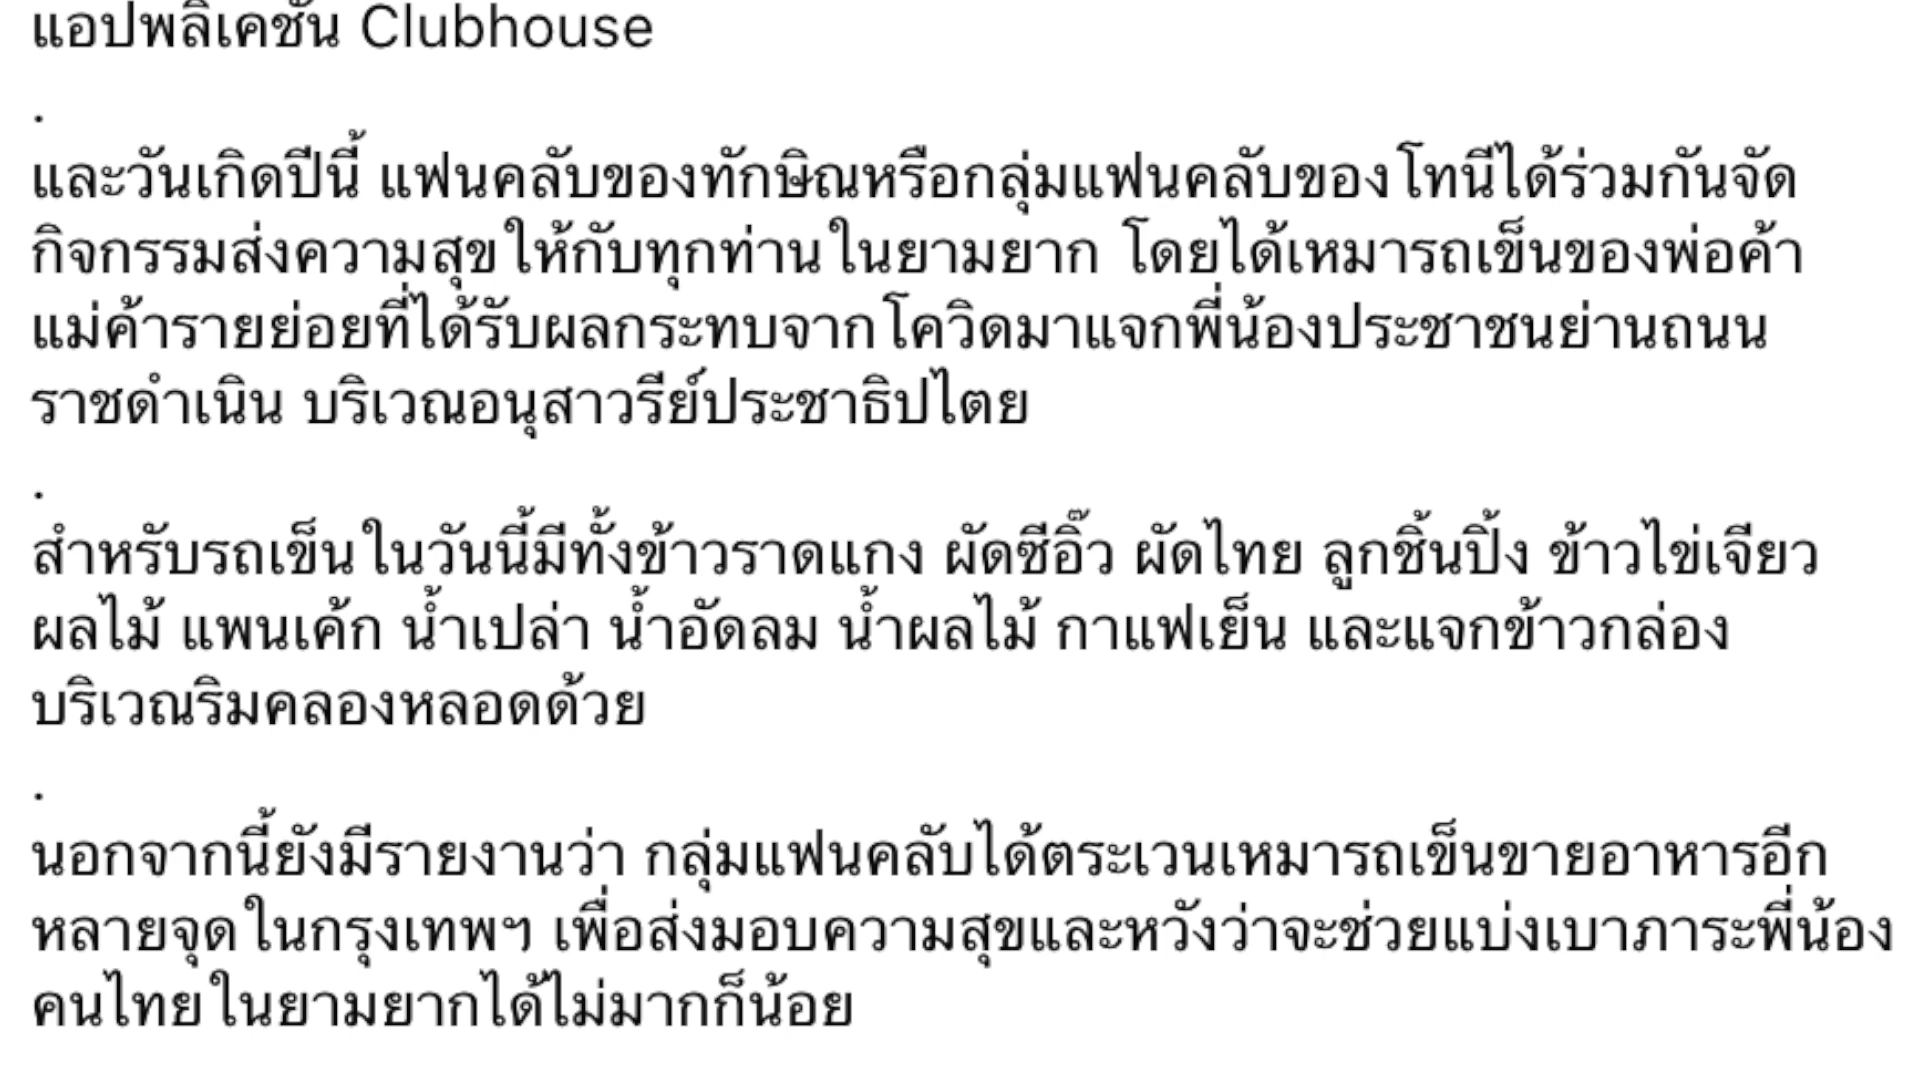 แอปพลิเคชัน Clubhouse
.
และวันเกิดปีนี้ แฟนคลับของทักษิณหรือกลุ่มแฟนคลับของโทนีได้ร่วมกันจัด
กิจกรรมส่งความสุขให้กับทุกท่านในยามยาก โดยได้เหมารถเข็นของพ่อค้า
แม่ค้ารายย่อยที่ได้รับผลกระทบจากโควิดมาแจกพี่น้องประชาชนย่านถนน
ราชดำเนิน บริเวณอนุสาวรีย์ประชาธิปไตย
.
สำหรับรถเข็นในวันนี้มีทั้งข้าวราดแกง ผัดซีอิ๊ว ผัดไทย ลูกชิ้นปิ้ง ข้าวไข่เจียว
ผลไม้ แพนเค้ก น้ำเปล่า น้ำอัดลม น้ำผลไม้ กาแฟเย็น และแจกข้าวกล่อง
บริเวณริมคลองหลอดด้วย
.
นอกจากนี้ยังมีรายงานว่า กลุ่มแฟนคลับได้ตระเวนเหมารถเข็นขายอาหารอีก
หลายจุดในกรุงเทพฯ เพื่อส่งมอบความสุขและหวังว่าจะช่วยแบ่งเบาภาระพี่น้อง
คนไทยในยามยากได้ไม่มากก็น้อย